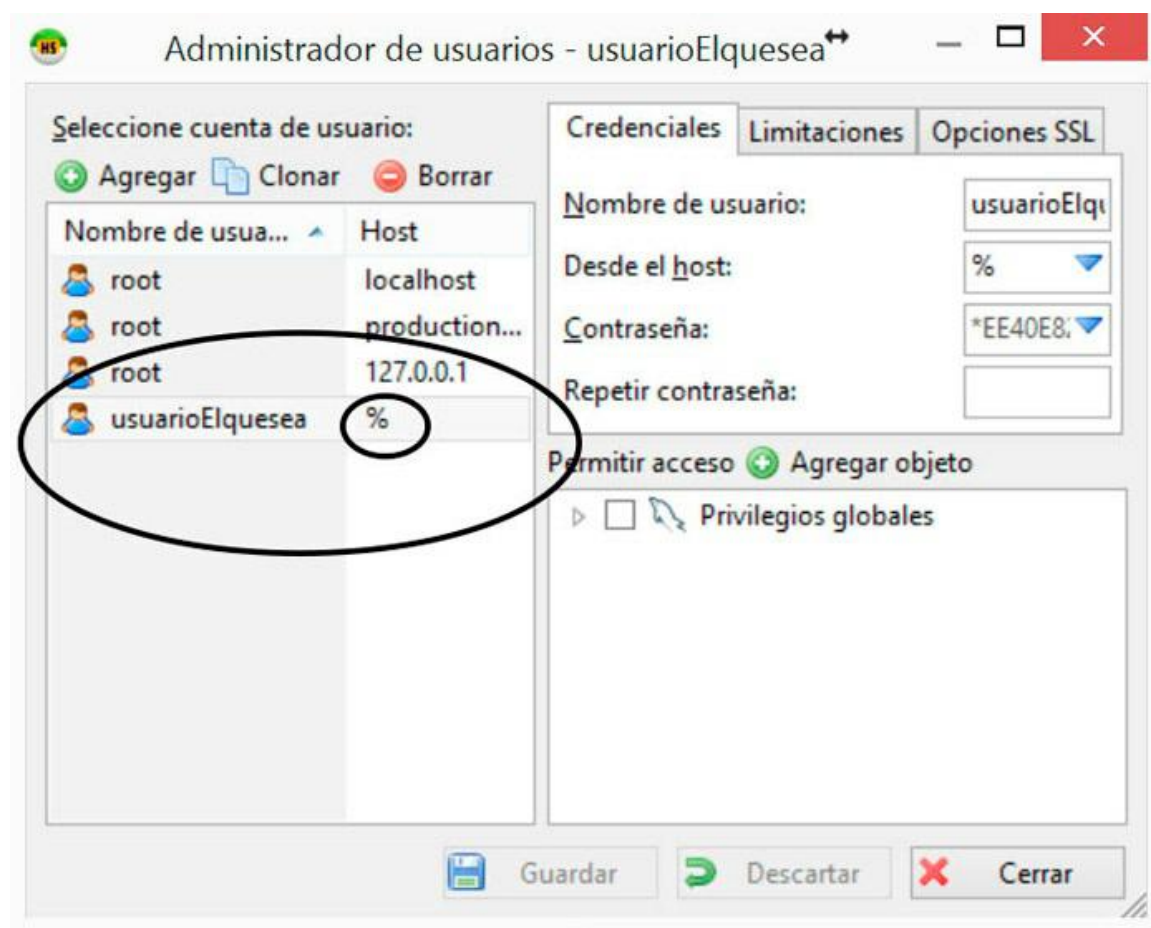 HS
Administrador de usuarios - usuarioElquesea
Seleccione cuenta de usuario:
Agregar Clonar Borrar
Nombre de usua... Host
root localhost
root production...
root 127.0.0.1
usuarioElquesea %
Credenciales Limitaciones Opciones SSL
Nombre de usuario: usuarioElqu
Desde el host: %
Contraseña: *EE40E8
Repetir contraseña:
Permitir acceso Agregar objeto
Privilegios globales
Guardar Descartar Cerrar